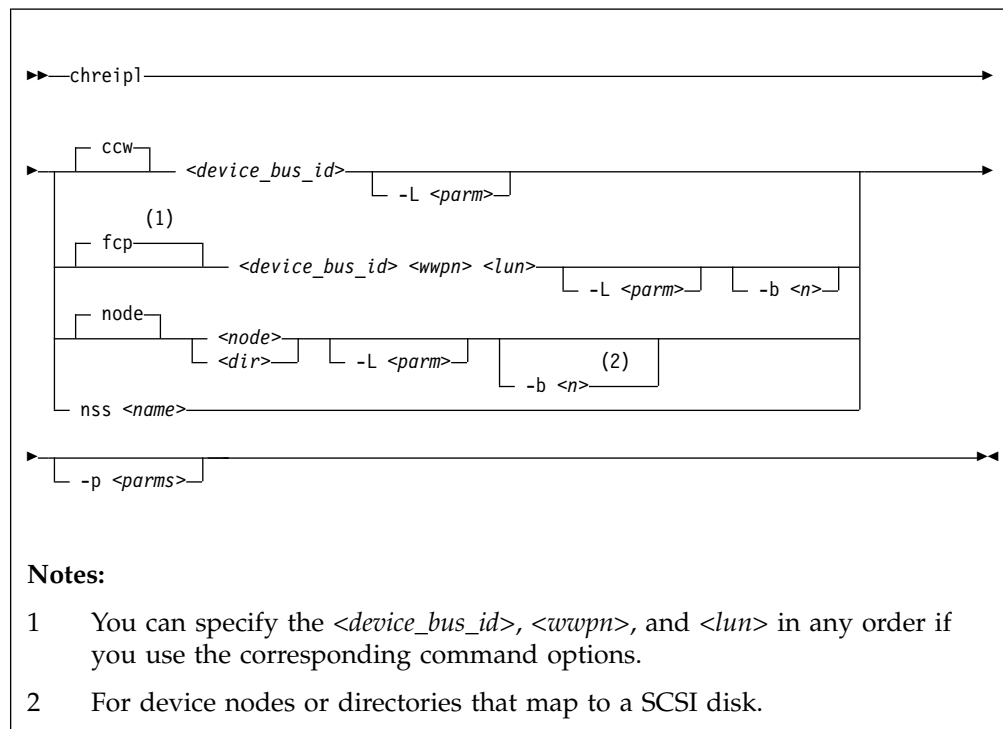 chreipl
ccw
<device_bus_id>
-L <parm>
(1)
fcp
<device_bus_id> <wwpn> <lun>
-L <parm>
-b <n>
node
<node>
<dir>
-L <parm>
(2)
-b <n>
nss <name>
-p <parms>
Notes:
1 You can specify the <device_bus_id>, <wwpn>, and <lun> in any order if
you use the corresponding command options.
2 For device nodes or directories that map to a SCSI disk.